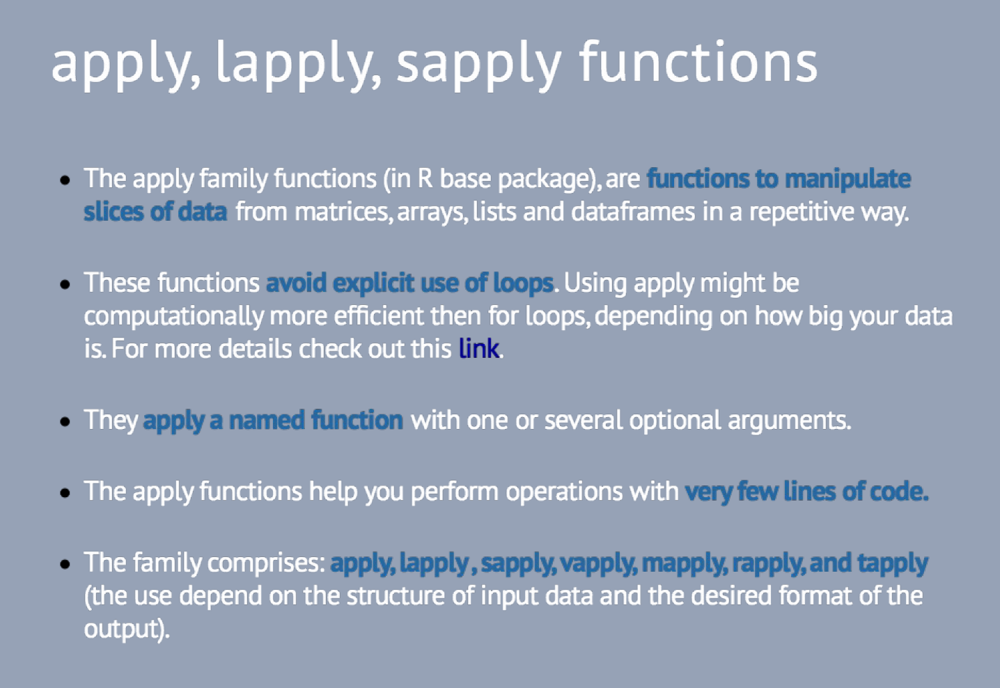 apply, lapply, sapply functions
• The apply family functions (in R base package), are functions to manipulate
slices of data from matrices, arrays, lists and dataframes in a repetitive way.
• These functions avoid explicit use of loops. Using apply might be
computationally more efficient then for loops, depending on how big your data
is. For more details check out this link.
• They apply a named function with one or several optional arguments.
• The apply functions help you perform operations with very few lines of code.
• The family comprises: apply, lapply , sapply, vapply, mapply, rapply, and tapply
(the use depend on the structure of input data and the desired format of the
output).